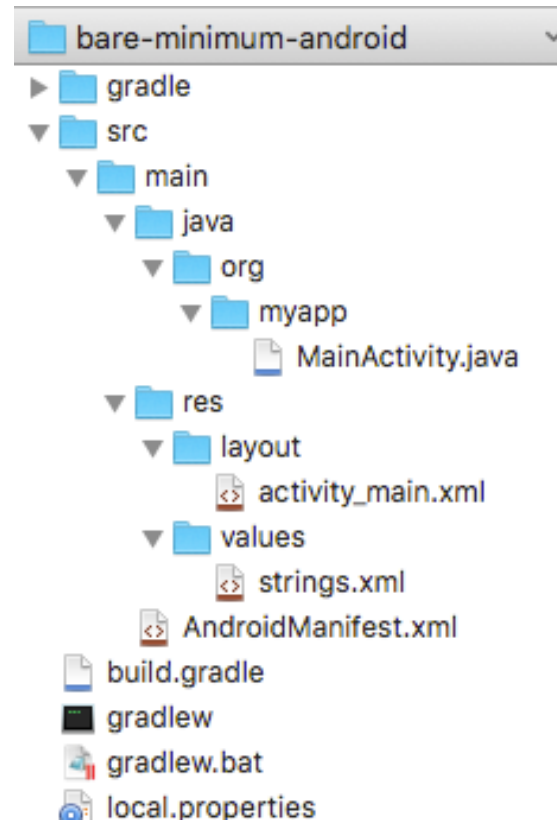 bare-minimum-android
gradle
src
main
java
org
myapp
MainActivity.java
res
layout
activity_main.xml
values
strings.xml
AndroidManifest.xml
build.gradle
gradlew
gradlew.bat
local.properties